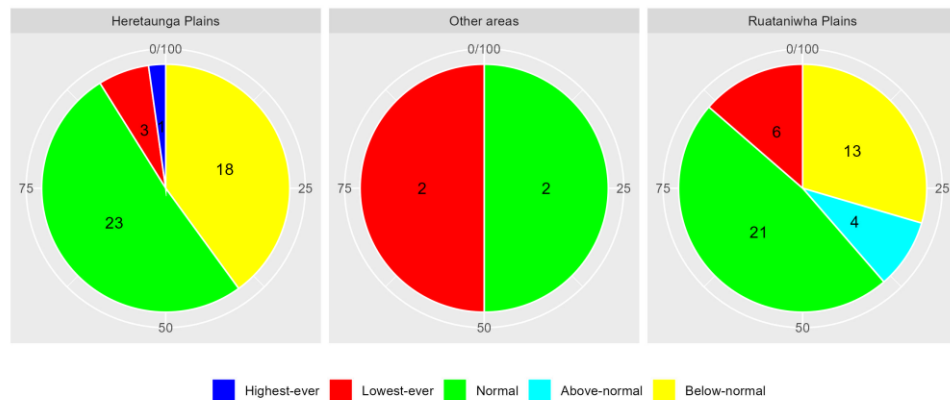 Heretaunga Plains Other areas Ruataniwha Plains
0/100 0/100 0/100
3 18 6 13
75 25 75 2 2 25 75 25
23 21 4
50 50 50
Highest-ever Lowest-ever Normal Above-normal Below-normal